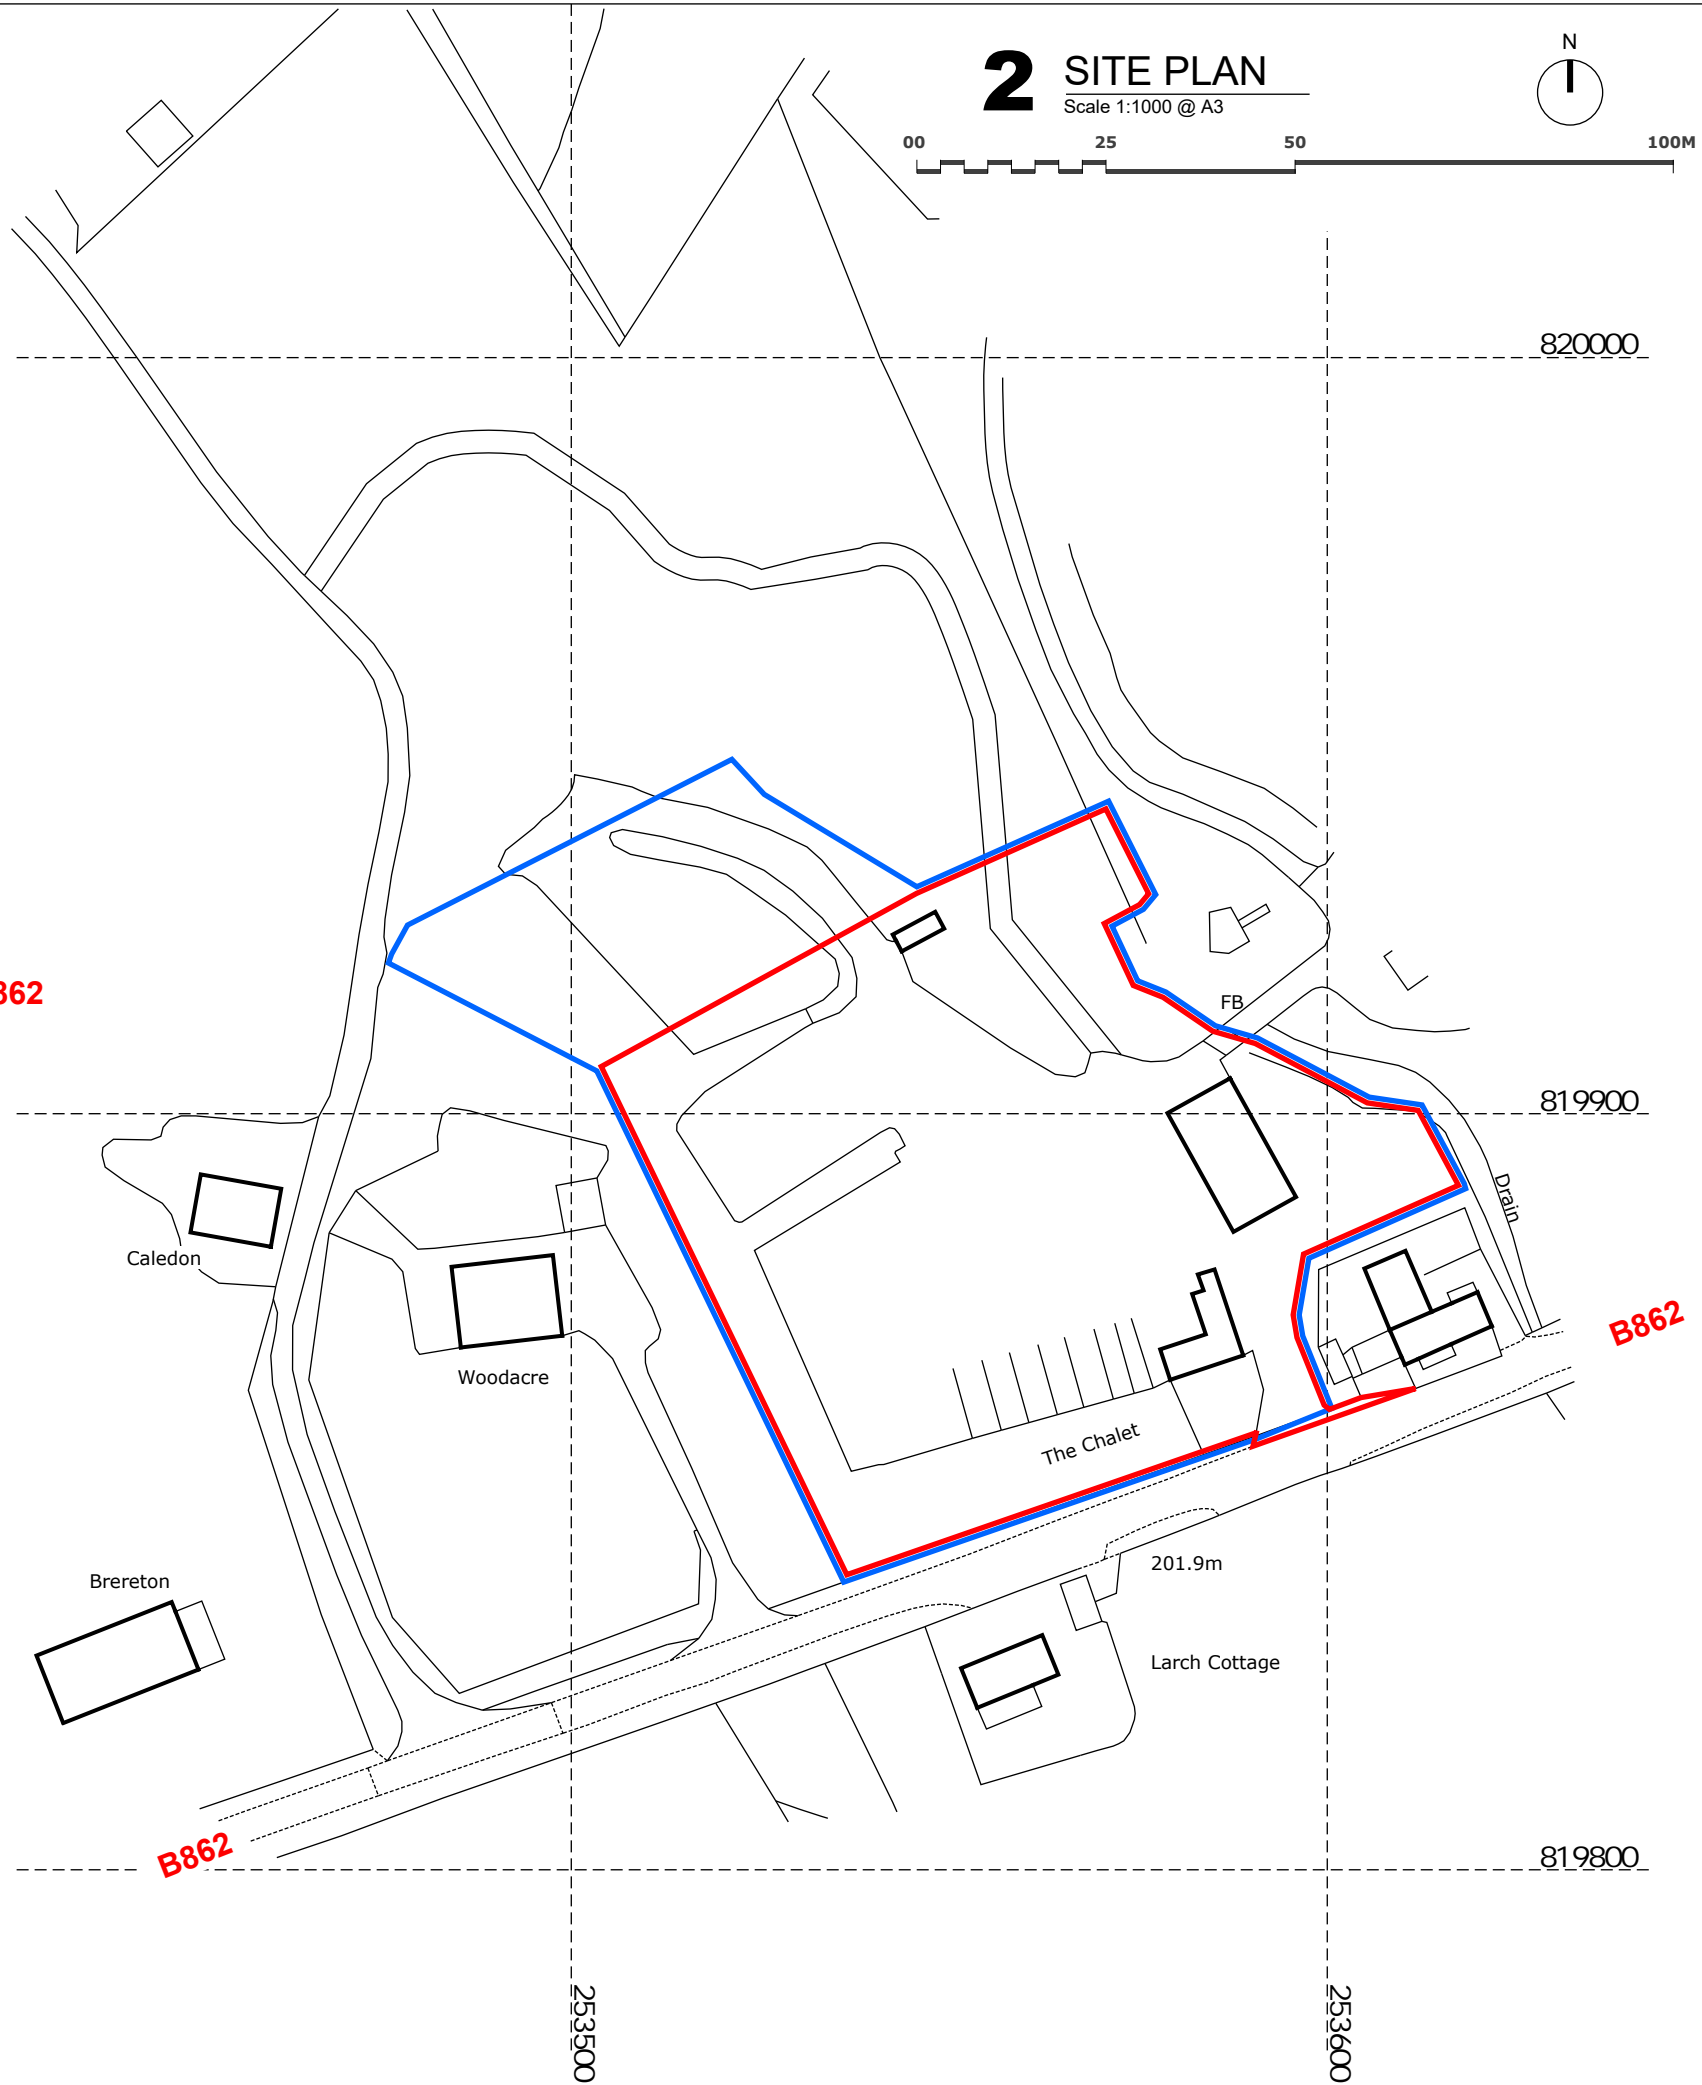 2 SITE PLAN
Scale 1:1000 @ A3
N
00 25 50 100M
820000
862
FB
819900
Drain
Caledon
B862
Woodacre
The Chalet
201.9m
Brereton
Larch Cottage
B862
819800
253500
253600